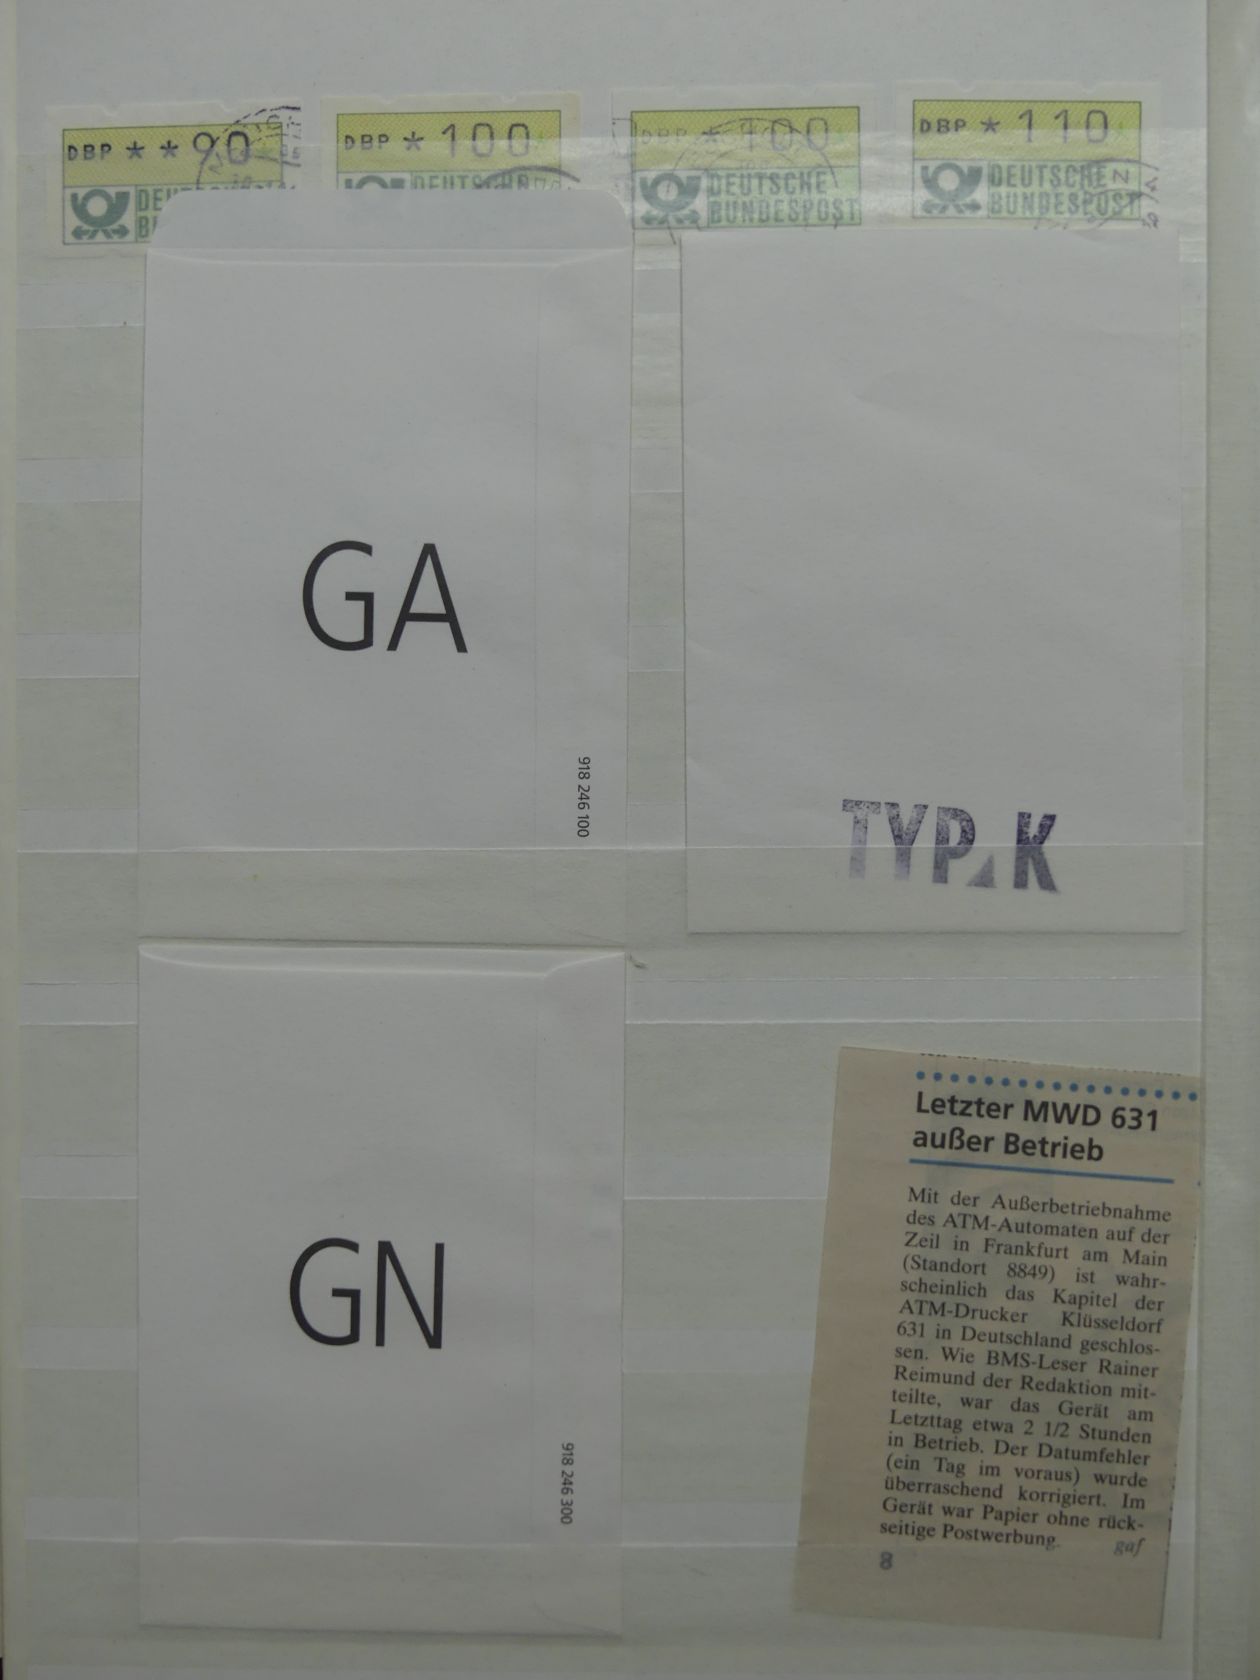 DBP **90
DEU
BU
DBP *100
DEUTSCHE
DBP *100
DEUTSCHE
BUNDESPOST
DBP *110
DEUTSCHE
BUNDESPOST
GA
918 246 100
TYP K
GN
918 246 300
Letzter MWD 631
außer Betrieb
Mit der Außerbetriebnahme
des ATM-Automaten auf der
Zeil in Frankfurt am Main
(Standort 8849) ist wahr-
scheinlich das Kapitel der
ATM-Drucker Klüsseldorf
631 in Deutschland geschlos-
sen. Wie BMS-Leser Rainer
Reimund der Redaktion mit-
teilte, war das Gerät am
Letzttag etwa 2 1/2 Stunden
in Betrieb. Der Datumfehler
(ein Tag im voraus) wurde
überraschend korrigiert. Im
Gerät war Papier ohne rück-
seitige Postwerbung. gaf
8